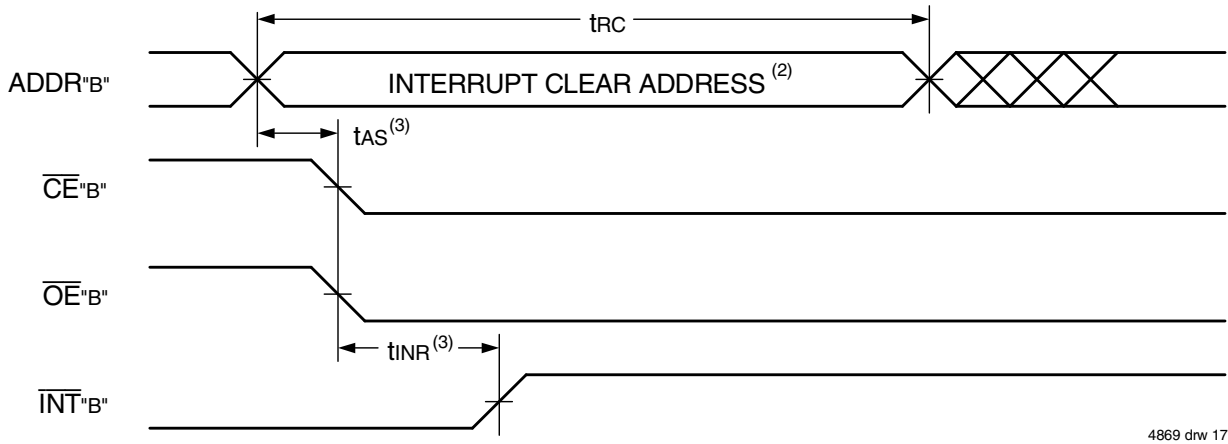 tRC
ADDR"B"
INTERRUPT CLEAR ADDRESS (2)
tAS(3)
CE"B"
OE"B"
tINR(3)
INT"B"
4869 drw 17